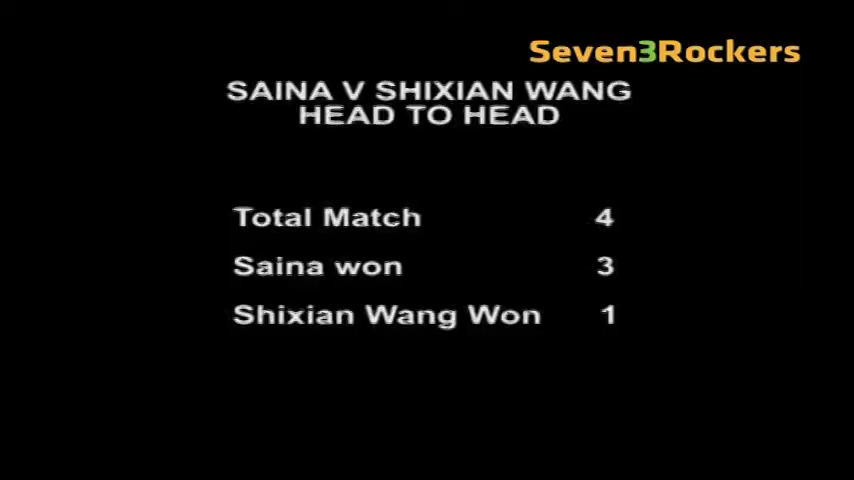 Seven3Rockers
SAINA V SHIXIAN WANG
HEAD TO HEAD
Total Match 4
Saina won 3
Shixian Wang Won 1